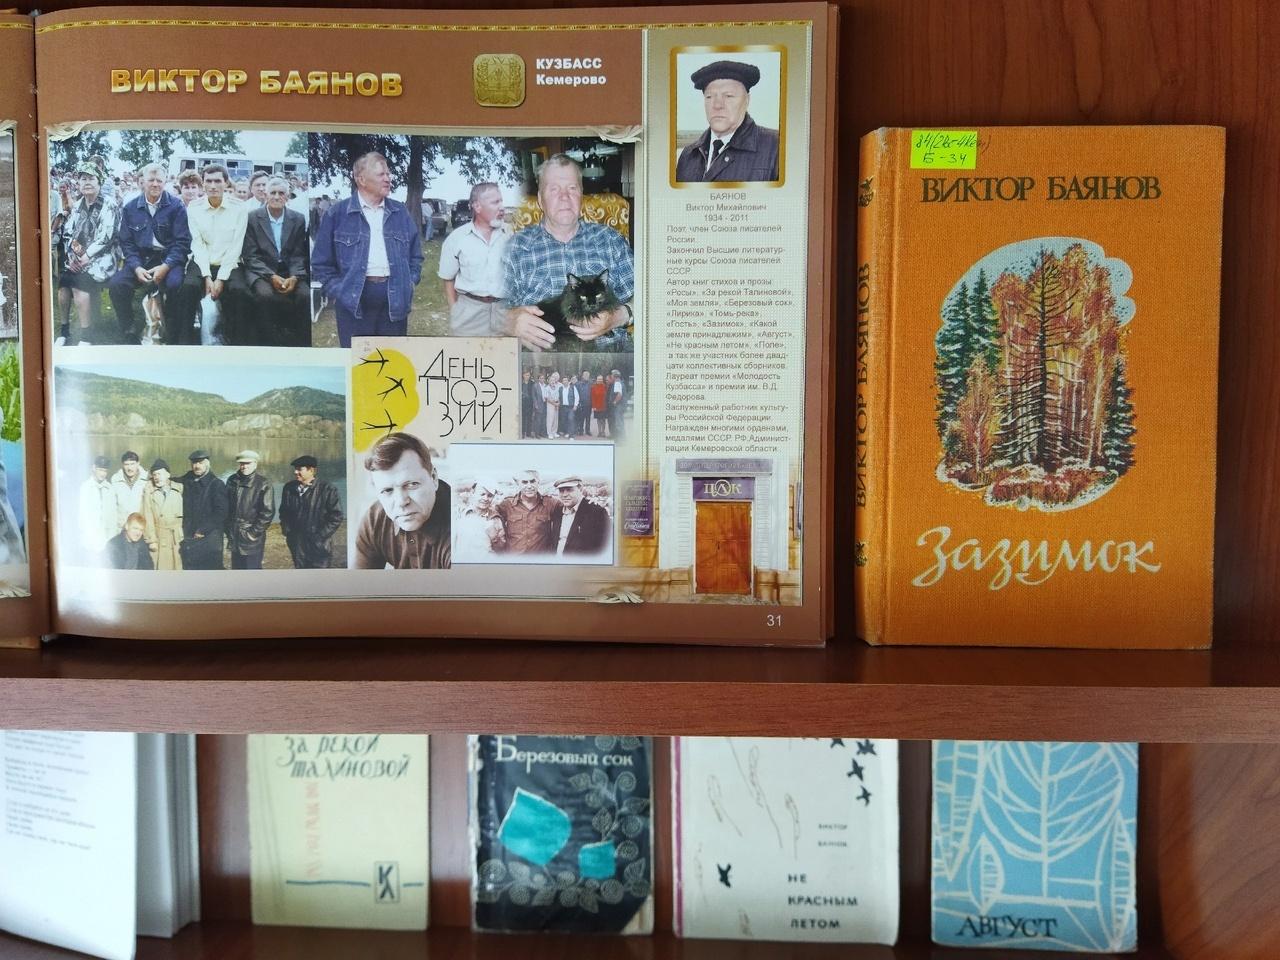 ВИКТОР БАЯНОВ
КУЗБАСС
Кемерово
БАЯНОВ
Виктор Михайлович
1934 - 2011
Поэт, член Союза писателей
России.
Закончил Высшие литератур-
ные курсы Союза писателей
СССР.
Автор книг стихов и прозы:
«Росы», «За рекой Талиновой»,
«Моя земля», «Березовый сок»,
«Лирика», «Томь-река»,
«Гость», «Зазимок», «Какой
земле принадлежим», «Август»,
«Не красным летом», «Поле»,
а так же участник более двад-
цати коллективных сборников.
Лауреат премии «Молодость
Кузбасса» и премии им. В.Д.
Федорова.
Заслуженный работник культу-
ры Российской Федерации.
Награжден многими орденами,
медалями СССР, РФ,Админист-
рации Кемеровской области.
ДЕНЬ
ПОЭ-
ЗИИ
31
Б-34
ВИКТОР БАЯНОВ
Зазимок
ВИКТОР БАЯНОВ
За рекой
талиновой
Березовый сок
ВИКТОР
БАЯНОВ
НЕ
КРАСНЫМ
ЛЕТОМ
АВГУСТ